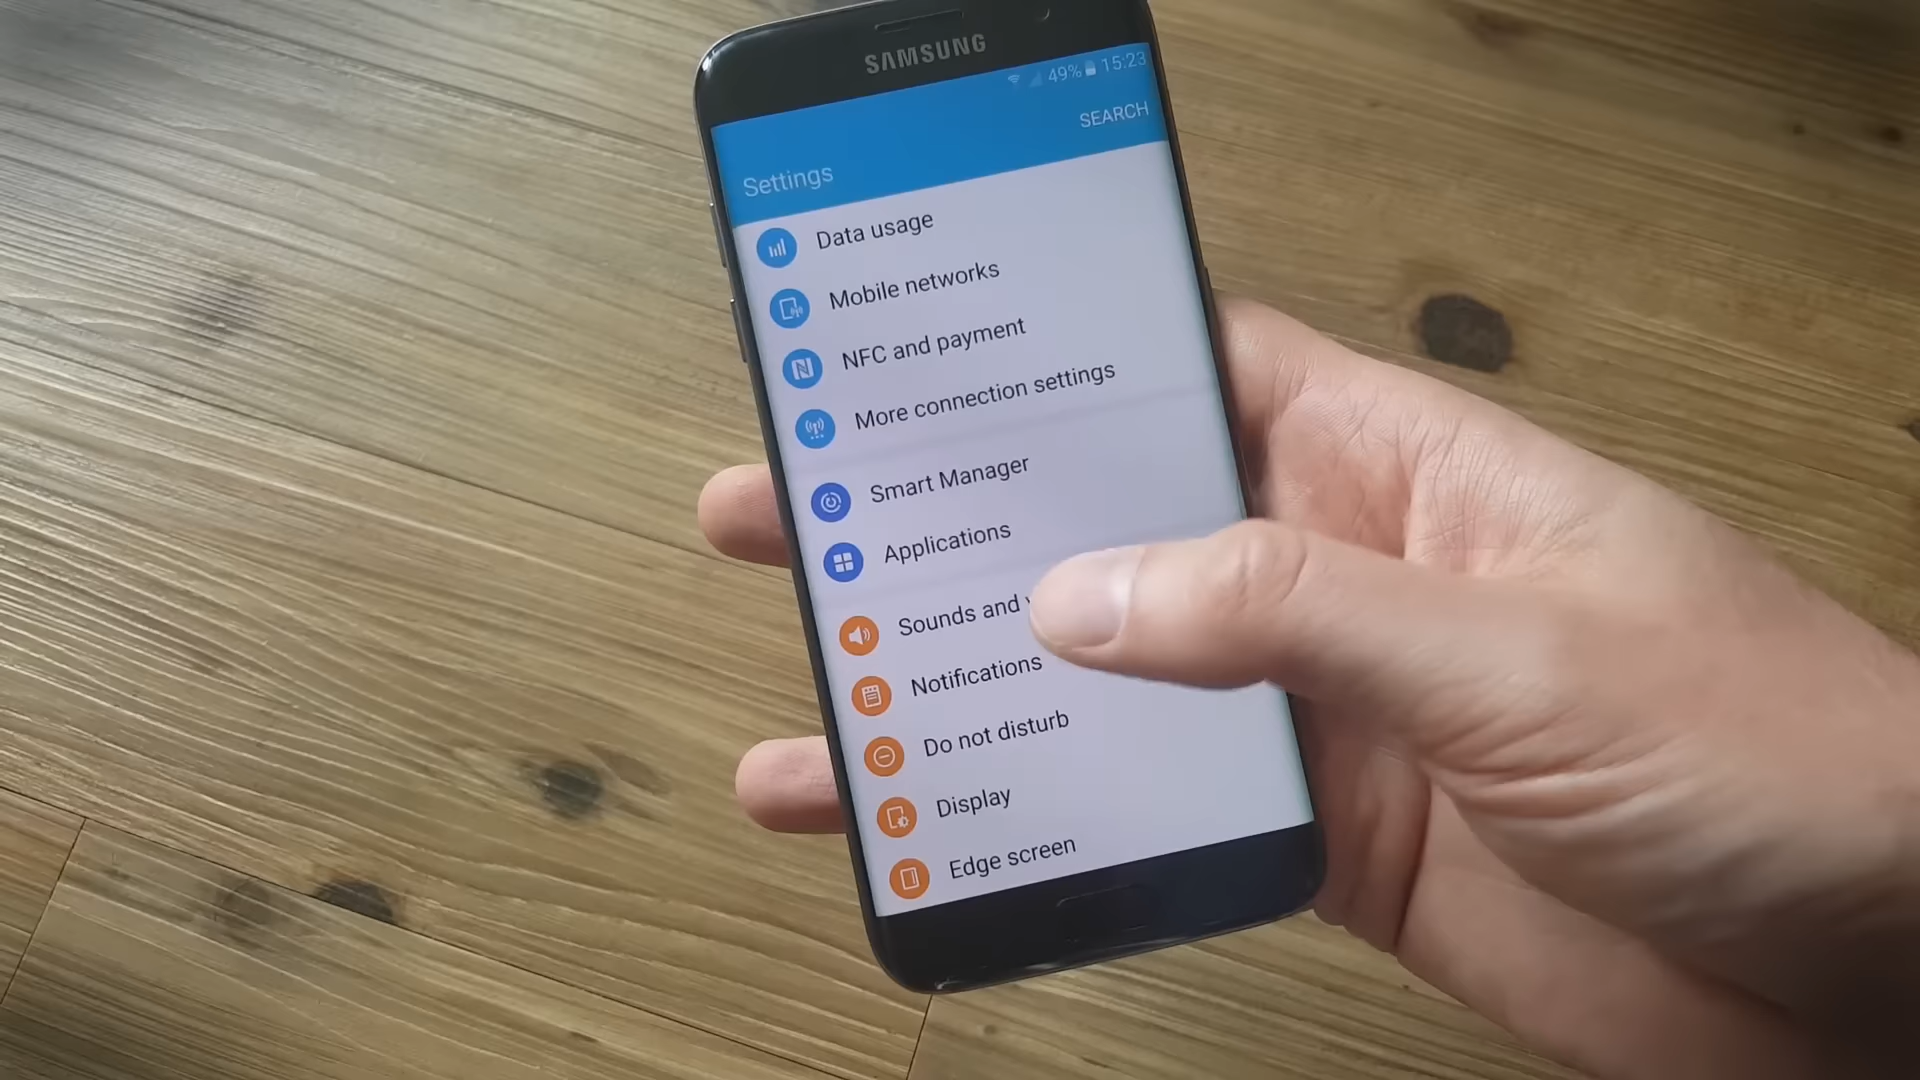 SAMSUNG
49% 15:23
SEARCH
Settings
Data usage
Mobile networks
NFC and payment
More connection settings
Smart Manager
Applications
Sounds and
Notifications
Do not disturb
Display
Edge screen